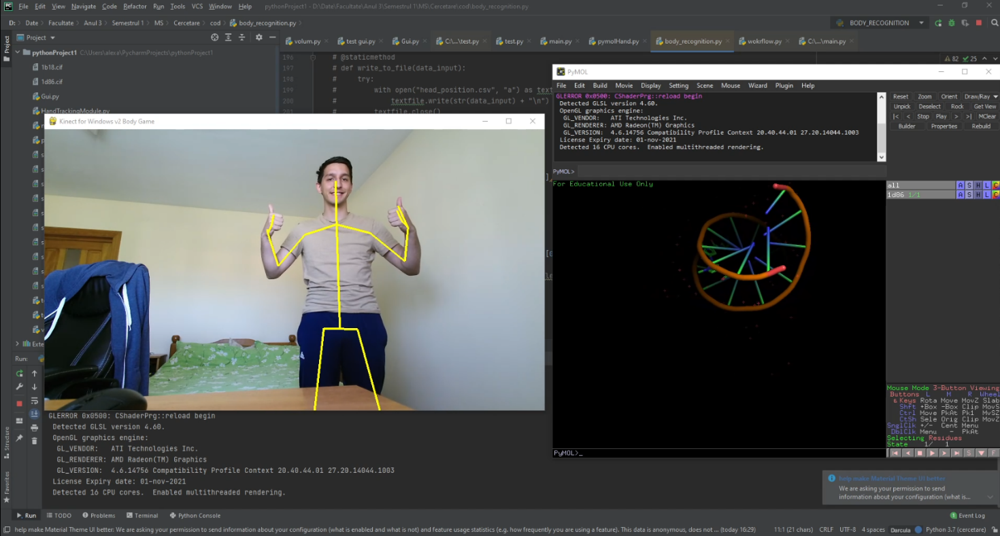 File Edit View Navigate Code Refactor Run Tools VCS Window Help pythonProject1 - D:\Date\Facultate\Anul 3\Semestrul 1\MS\Cercetare\cod\body_recognition.py
D: Date Facultate Anul 3 Semestrul 1 MS Cercetare cod body_recognition.py
BODY_RECOGNITION
Project
volum.py test gui.py Gui.py C:\...\test.py test.py main.py pymolHand.py body_recognition.py wokrflow.py C:\...\main.py
Project
pythonProject1 C:\Users\alexa\PycharmProjects\pythonProject1
1b18.cif
1d86.cif
Gui.py
HandTrackingModule.py
196 # @staticmethod
197 # def write_to_file(data_input):
198 # try:
199 # with open("head_position.csv", "a") as text
200 # textfile.write(str(data_input) + "\n")
201 # textfile.close()
82 25
Kinect for Windows v2 Body Game
PyMOL
File Edit Build Movie Display Setting Scene Mouse Wizard Plugin Help
GLERROR 0x0500: CShaderPrg::reload begin
Detected GLSL version 4.60.
OpenGL graphics engine:
GL_VENDOR: ATI Technologies Inc.
GL_RENDERER: AMD Radeon(TM) Graphics
GL_VERSION: 4.6.14756 Compatibility Profile Context 20.40.44.01 27.20.14044.1003
License Expiry date: 01-nov-2021
Detected 16 CPU cores. Enabled multithreaded rendering.
Reset Zoom Orient Draw/Ray
Unpick Deselect Rock Get View
|< < Stop Play > >| MClear
Builder Properties Rebuild
PyMOL>
For Educational Use Only
all A S H L C
1d86 1/1 A S H L C
Mouse Mode 3-Button Viewing
Buttons L M R Wheel
& Keys Rota Move MovZ Slab
Shft +Box -Box Clip MovS
Ctrl Move PkAt Pk1 MvSZ
CtSh Sele Orig Clip MovZ
SnglClk +/- Cent Menu
DblClk Menu - PkAt
Selecting Residues
State 1/ 1
S F
PyMOL>_
Exte
Run:
GLERROR 0x0500: CShaderPrg::reload begin
Detected GLSL version 4.60.
OpenGL graphics engine:
GL_VENDOR: ATI Technologies Inc.
GL_RENDERER: AMD Radeon(TM) Graphics
GL_VERSION: 4.6.14756 Compatibility Profile Context 20.40.44.01 27.20.14044.1003
License Expiry date: 01-nov-2021
Detected 16 CPU cores. Enabled multithreaded rendering.
Structure
Favorites
help make Material Theme UI better
We are asking your permission to send
information about your configuration (what is...
Run TODO Problems Terminal Python Console
1 Event Log
help make Material Theme UI better: We are asking your permission to send information about your configuration (what is enabled and what is not) and feature usage statistics (e.g. how frequently you are using a feature). This data is anonymous, does not ... (today 16:29)
11:1 (21 chars) CRLF UTF-8 4 spaces Darcula Python 3.7 (cercetare)